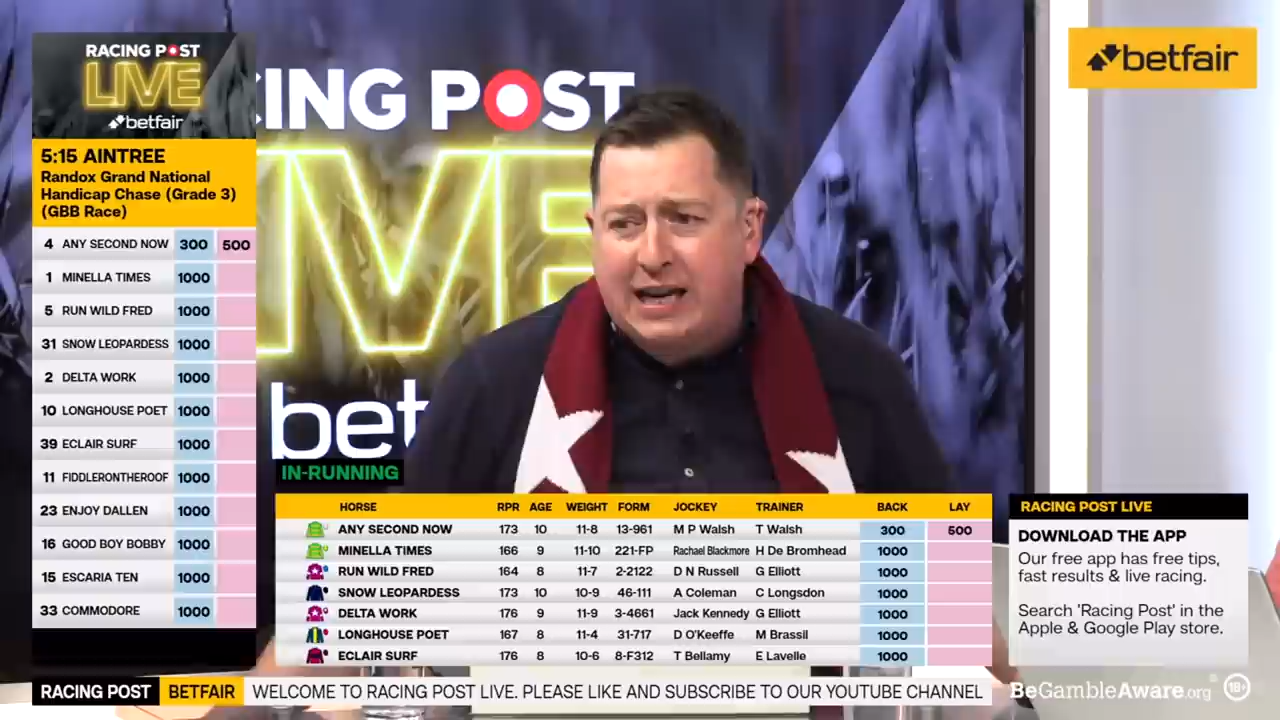 RACING POST
LIVE
betfair
CING POST
IVE
bet
betfair
5:15 AINTREE
Randox Grand National
Handicap Chase (Grade 3)
(GBB Race)
4 ANY SECOND NOW 300 500
1 MINELLA TIMES 1000
5 RUN WILD FRED 1000
31 SNOW LEOPARDESS 1000
2 DELTA WORK 1000
10 LONGHOUSE POET 1000
39 ECLAIR SURF 1000
11 FIDDLERONTHEROOF 1000
23 ENJOY DALLEN 1000
16 GOOD BOY BOBBY 1000
15 ESCARIA TEN 1000
33 COMMODORE 1000
IN-RUNNING
HORSE RPR AGE WEIGHT FORM JOCKEY TRAINER BACK LAY
ANY SECOND NOW 173 10 11-8 13-961 M P Walsh T Walsh 300 500
MINELLA TIMES 166 9 11-10 221-FP Rachael Blackmore H De Bromhead 1000
RUN WILD FRED 164 8 11-7 2-2122 D N Russell G Elliott 1000
SNOW LEOPARDESS 173 10 10-9 46-111 A Coleman C Longsdon 1000
DELTA WORK 176 9 11-9 3-4661 Jack Kennedy G Elliott 1000
LONGHOUSE POET 167 8 11-4 31-717 D O'Keeffe M Brassil 1000
ECLAIR SURF 176 8 10-6 8-F312 T Bellamy E Lavelle 1000
RACING POST LIVE
DOWNLOAD THE APP
Our free app has free tips,
fast results & live racing.
Search 'Racing Post' in the
Apple & Google Play store.
RACING POST BETFAIR WELCOME TO RACING POST LIVE. PLEASE LIKE AND SUBSCRIBE TO OUR YOUTUBE CHANNEL
BeGambleAware.org 18+